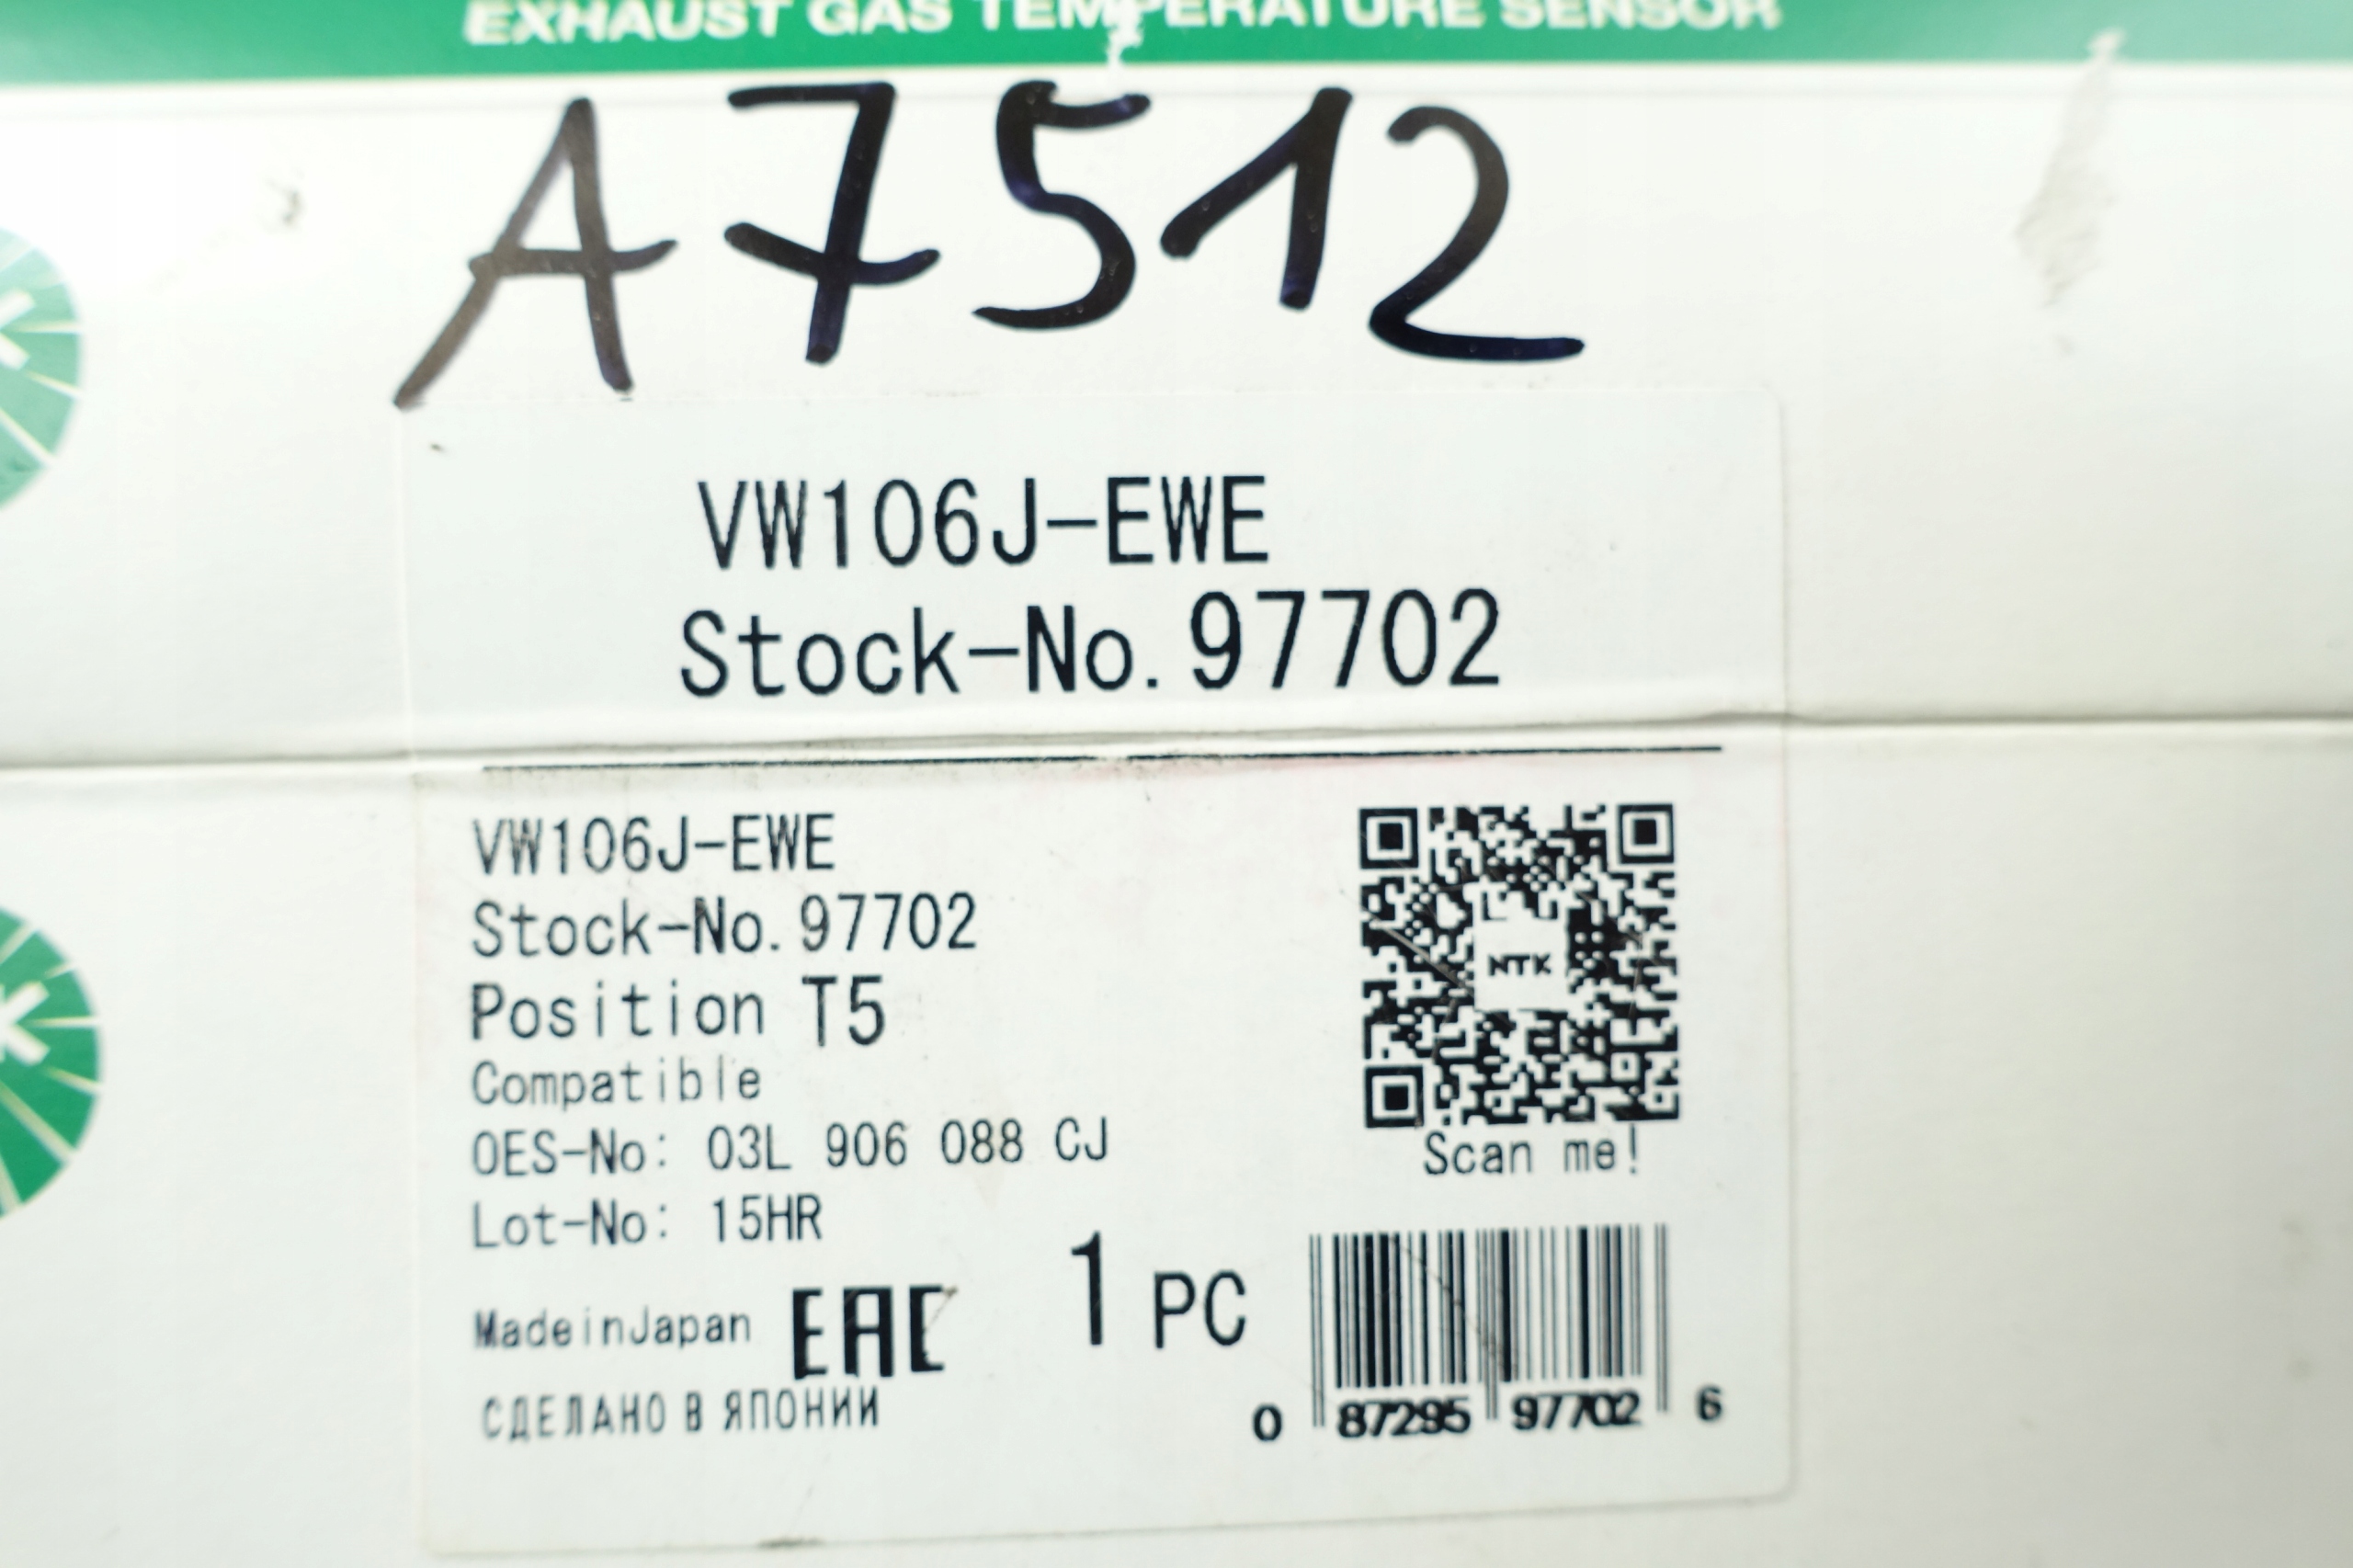 EXHAUST GAS TEMPERATURE SENSOR
A7512
VW106J-EWE
Stock-No. 97702
VW106J-EWE
Stock-No. 97702
Position T5
Compatible
OES-No: 03L 906 088 CJ
Lot-No: 15HR
MadeinJapan EAC
СДЕЛАНО В ЯПОНИИ
1 PC
NTK
Scan me!
0 87295 97702 6